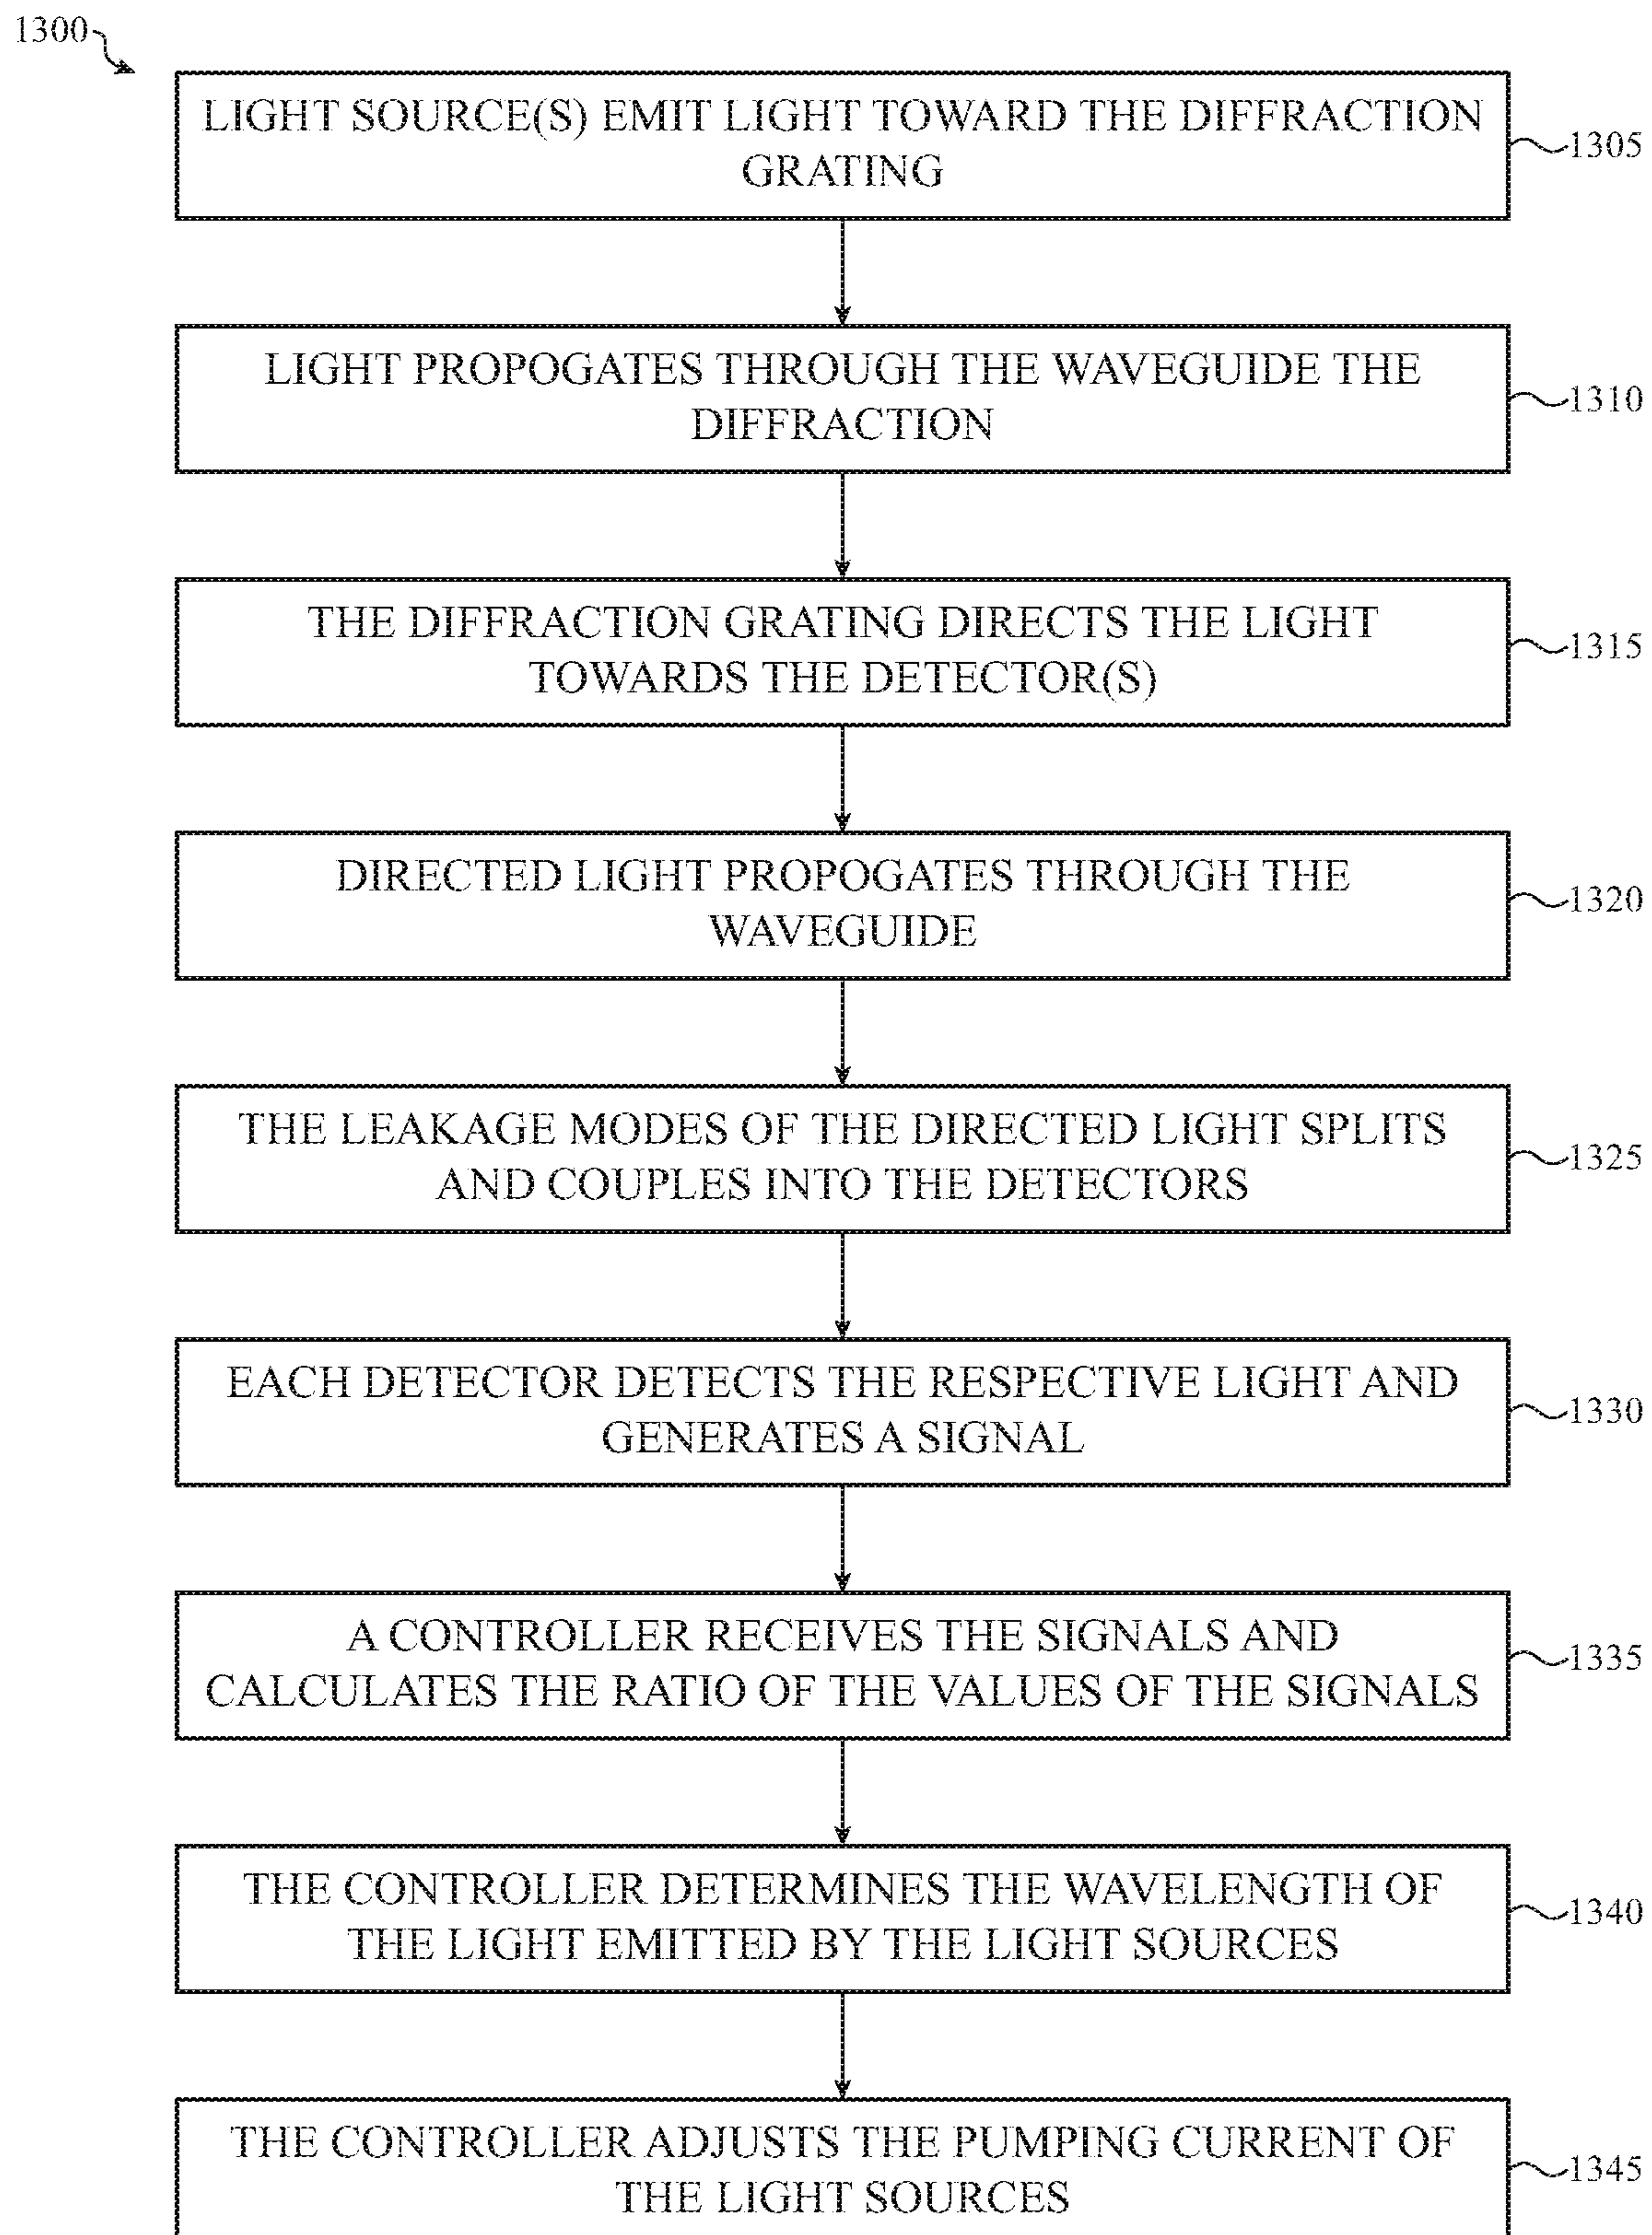 1300
LIGHT SOURCE(S) EMIT LIGHT TOWARD THE DIFFRACTION
GRATING
1305
LIGHT PROPOGATES THROUGH THE WAVEGUIDE THE
DIFFRACTION
1310
THE DIFFRACTION GRATING DIRECTS THE LIGHT
TOWARDS THE DETECTOR(S)
1315
DIRECTED LIGHT PROPOGATES THROUGH THE
WAVEGUIDE
1320
THE LEAKAGE MODES OF THE DIRECTED LIGHT SPLITS
AND COUPLES INTO THE DETECTORS
1325
EACH DETECTOR DETECTS THE RESPECTIVE LIGHT AND
GENERATES A SIGNAL
1330
A CONTROLLER RECEIVES THE SIGNALS AND
CALCULATES THE RATIO OF THE VALUES OF THE SIGNALS
1335
THE CONTROLLER DETERMINES THE WAVELENGTH OF
THE LIGHT EMITTED BY THE LIGHT SOURCES
1340
THE CONTROLLER ADJUSTS THE PUMPING CURRENT OF
THE LIGHT SOURCES
1345